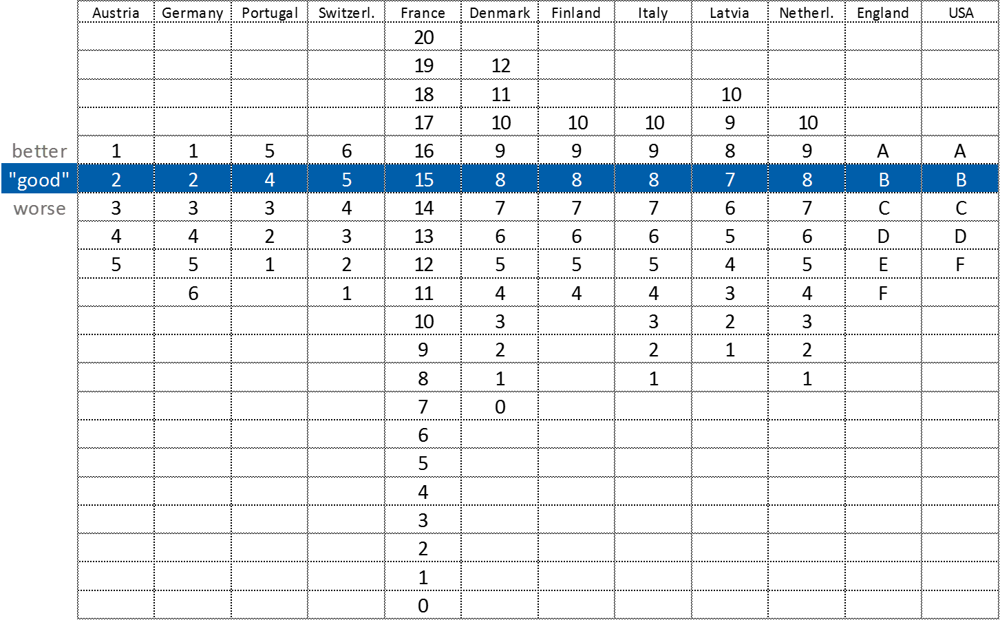 Austria Germany Portugal Switzerl. France Denmark Finland Italy Latvia Netherl. England USA
20
19 12
18 11 10
17 10 10 10 9 10
better 1 1 5 6 16 9 9 9 8 9 A A
"good" 2 2 4 5 15 8 8 8 7 8 B B
worse 3 3 3 4 14 7 7 7 6 7 C C
4 4 2 3 13 6 6 6 5 6 D D
5 5 1 2 12 5 5 5 4 5 E F
6 1 11 4 4 4 3 4 F
10 3 3 2 3
9 2 2 1 2
8 1 1 1
7 0
6
5
4
3
2
1
0